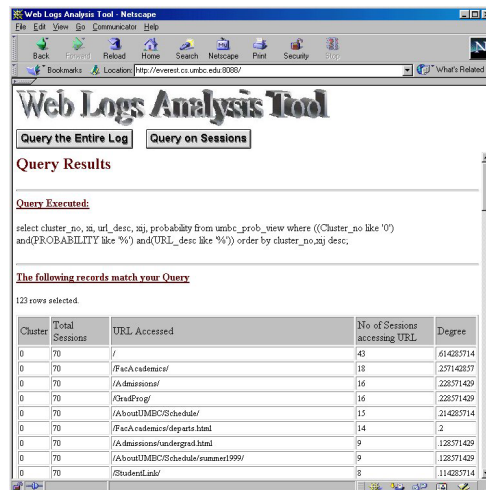 Web Logs Analysis Tool - Netscape
File Edit View Go Communicator Help
Back Forward Reload Home Search Netscape Print Security Stop
Bookmarks Location: http://everest.cs.umbc.edu:8088/ What's Related
Web Logs Analysis Tool
Query the Entire Log Query on Sessions
Query Results
Query Executed:
select cluster_no, xi, url_desc, xij, probability from umbc_prob_view where ((Cluster_no like '0')
and(PROBABILITY like '%') and(URL_desc like '%')) order by cluster_no,xij desc;
The following records match your Query
123 rows selected.
Cluster Total Sessions URL Accessed No of Sessions accessing URL Degree
0 70 / 43 .614285714
0 70 /FacAcademics/ 18 .257142857
0 70 /Admissions/ 16 .228571429
0 70 /GradProg/ 16 .228571429
0 70 /AboutUMBC/Schedule/ 15 .214285714
0 70 /FacAcademics/departs.html 14 .2
0 70 /Admissions/undergrad.html 9 .128571429
0 70 /AboutUMBC/Schedule/summer1999/ 9 .128571429
0 70 /StudentLink/ 8 .114285714